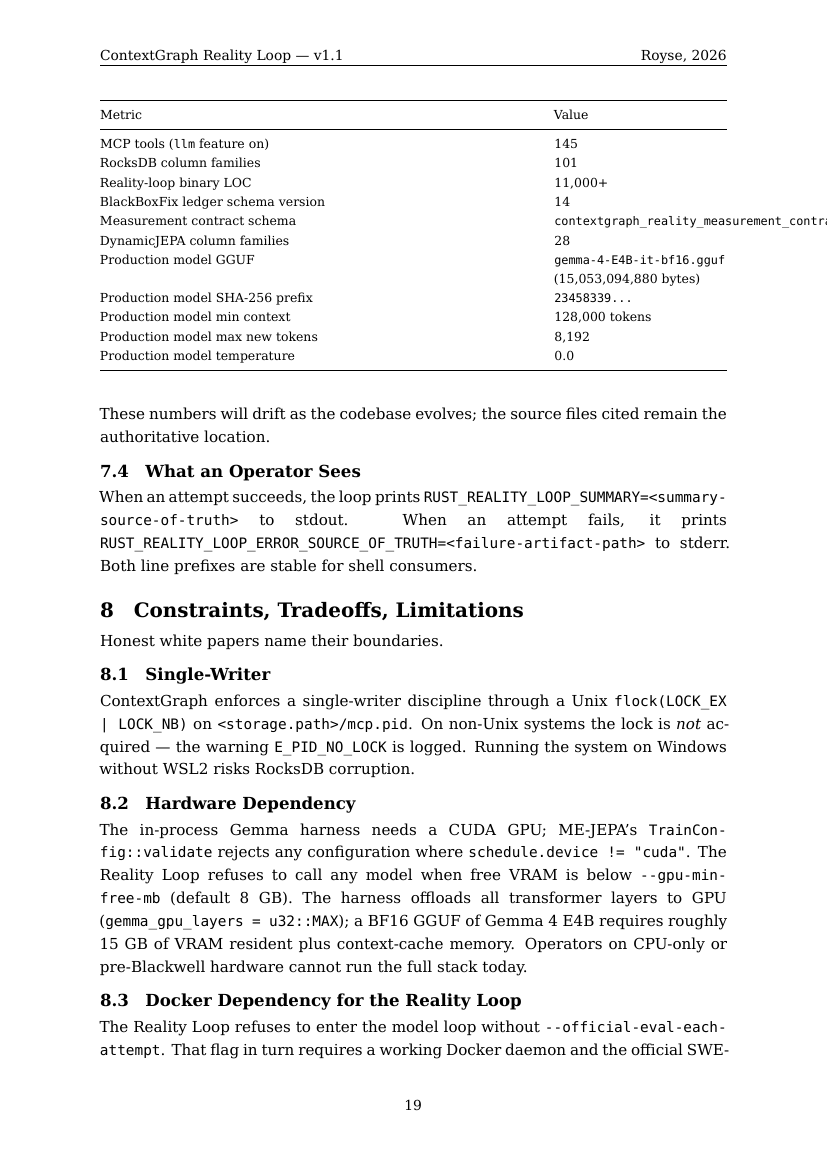 ContextGraph Reality Loop — v1.1 Royse, 2026
Metric Value
MCP tools (llm feature on) 145
RocksDB column families 101
Reality-loop binary LOC 11,000+
BlackBoxFix ledger schema version 14
Measurement contract schema contextgraph_reality_measurement_contra
DynamicJEPA column families 28
Production model GGUF gemma-4-E4B-it-bf16.gguf
(15,053,094,880 bytes)
Production model SHA-256 prefix 23458339...
Production model min context 128,000 tokens
Production model max new tokens 8,192
Production model temperature 0.0
These numbers will drift as the codebase evolves; the source files cited remain the
authoritative location.
7.4 What an Operator Sees
When an attempt succeeds, the loop prints RUST_REALITY_LOOP_SUMMARY=<summary-
source-of-truth> to stdout. When an attempt fails, it prints
RUST_REALITY_LOOP_ERROR_SOURCE_OF_TRUTH=<failure-artifact-path> to stderr.
Both line prefixes are stable for shell consumers.
8 Constraints, Tradeoffs, Limitations
Honest white papers name their boundaries.
8.1 Single-Writer
ContextGraph enforces a single-writer discipline through a Unix flock(LOCK_EX
| LOCK_NB) on <storage.path>/mcp.pid. On non-Unix systems the lock is not ac-
quired — the warning E_PID_NO_LOCK is logged. Running the system on Windows
without WSL2 risks RocksDB corruption.
8.2 Hardware Dependency
The in-process Gemma harness needs a CUDA GPU; ME-JEPA’s TrainCon-
fig::validate rejects any configuration where schedule.device != "cuda". The
Reality Loop refuses to call any model when free VRAM is below --gpu-min-
free-mb (default 8 GB). The harness offloads all transformer layers to GPU
(gemma_gpu_layers = u32::MAX); a BF16 GGUF of Gemma 4 E4B requires roughly
15 GB of VRAM resident plus context-cache memory. Operators on CPU-only or
pre-Blackwell hardware cannot run the full stack today.
8.3 Docker Dependency for the Reality Loop
The Reality Loop refuses to enter the model loop without --official-eval-each-
attempt. That flag in turn requires a working Docker daemon and the official SWE-
19